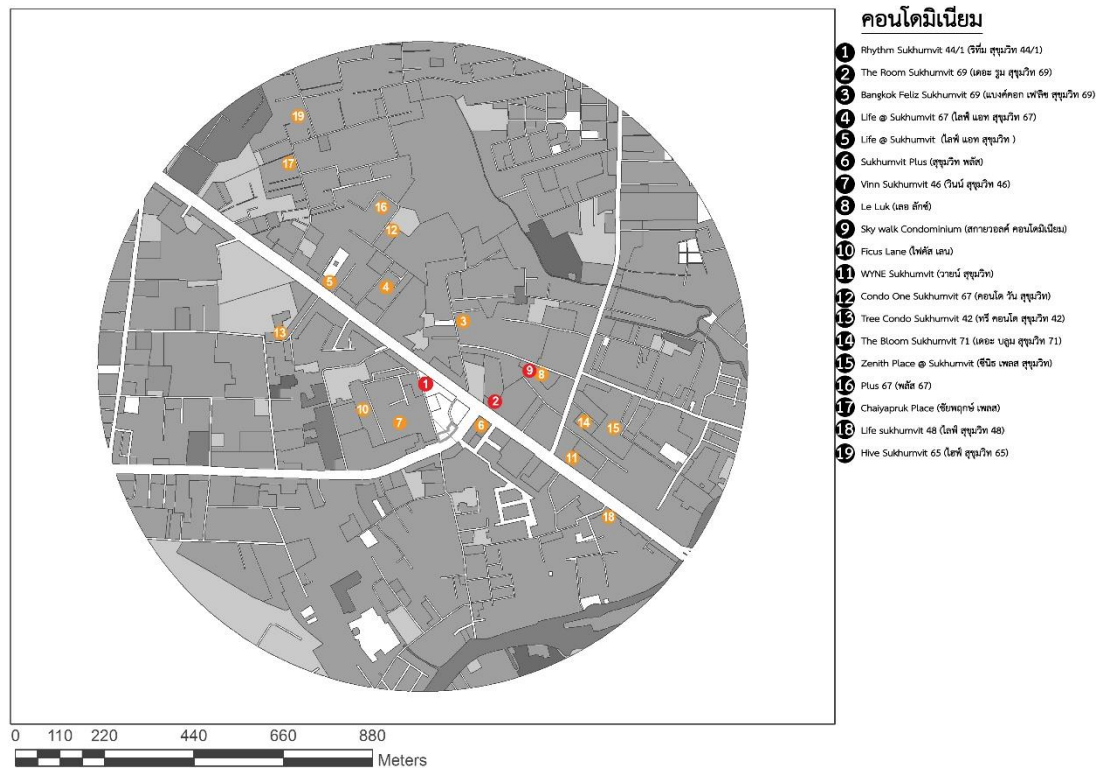 คอนโดมิเนียม
1 Rhythm Sukhumvit 44/1 (ริทึ่ม สุขุมวิท 44/1)
2 The Room Sukhumvit 69 (เดอะ รูม สุขุมวิท 69)
3 Bangkok Feliz Sukhumvit 69 (แบงค์คอก เฟลิซ สุขุมวิท 69)
4 Life @ Sukhumvit 67 (ไลฟ์ แอท สุขุมวิท 67)
5 Life @ Sukhumvit (ไลฟ์ แอท สุขุมวิท )
6 Sukhumvit Plus (สุขุมวิท พลัส)
7 Vinn Sukhumvit 46 (วินน์ สุขุมวิท 46)
8 Le Luk (เลอ ลักซ์)
9 Sky walk Condominium (สกายวอลค์ คอนโดมิเนียม)
10 Ficus Lane (ไฟคัส เลน)
11 WYNE Sukhumvit (วายน์ สุขุมวิท)
12 Condo One Sukhumvit 67 (คอนโด วัน สุขุมวิท)
13 Tree Condo Sukhumvit 42 (ทรี คอนโด สุขุมวิท 42)
14 The Bloom Sukhumvit 71 (เดอะ บลูม สุขุมวิท 71)
15 Zenith Place @ Sukhumvit (ซีนิธ เพลส สุขุมวิท)
16 Plus 67 (พลัส 67)
17 Chaiyapruk Place (ชัยพฤกษ์ เพลส)
18 Life sukhumvit 48 (ไลฟ์ สุขุมวิท 48)
19 Hive Sukhumvit 65 (ไฮฟ์ สุขุมวิท 65)
19
17
16
12
5
4
3
13
9
8
1
2
10
7
6
14
15
11
18
0 110 220 440 660 880
Meters